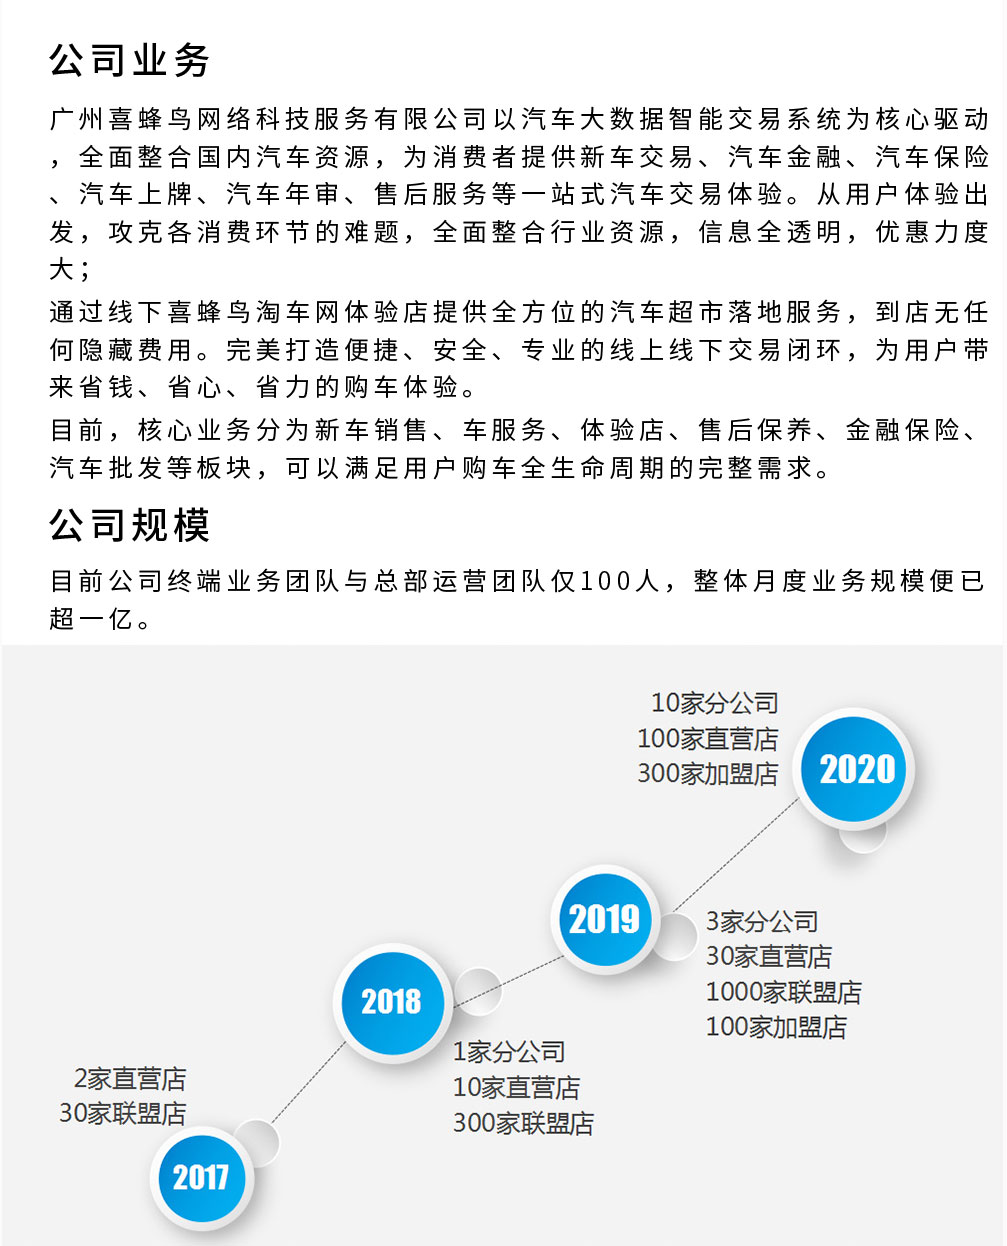 公司业务
广州喜蜂鸟网络科技服务有限公司以汽车大数据智能交易系统为核心驱动
，全面整合国内汽车资源，为消费者提供新车交易、汽车金融、汽车保险
、汽车上牌、汽车年审、售后服务等一站式汽车交易体验。从用户体验出
发，攻克各消费环节的难题，全面整合行业资源，信息全透明，优惠力度
大；
通过线下喜蜂鸟淘车网体验店提供全方位的汽车超市落地服务，到店无任
何隐藏费用。完美打造便捷、安全、专业的线上线下交易闭环，为用户带
来省钱、省心、省力的购车体验。
目前，核心业务分为新车销售、车服务、体验店、售后保养、金融保险、
汽车批发等板块，可以满足用户购车全生命周期的完整需求。
公司规模
目前公司终端业务团队与总部运营团队仅100人，整体月度业务规模便已
超一亿。
10家分公司
100家直营店
300家加盟店
2020
2019
3家分公司
30家直营店
1000家联盟店
100家加盟店
2018
1家分公司
10家直营店
300家联盟店
2家直营店
30家联盟店
2017